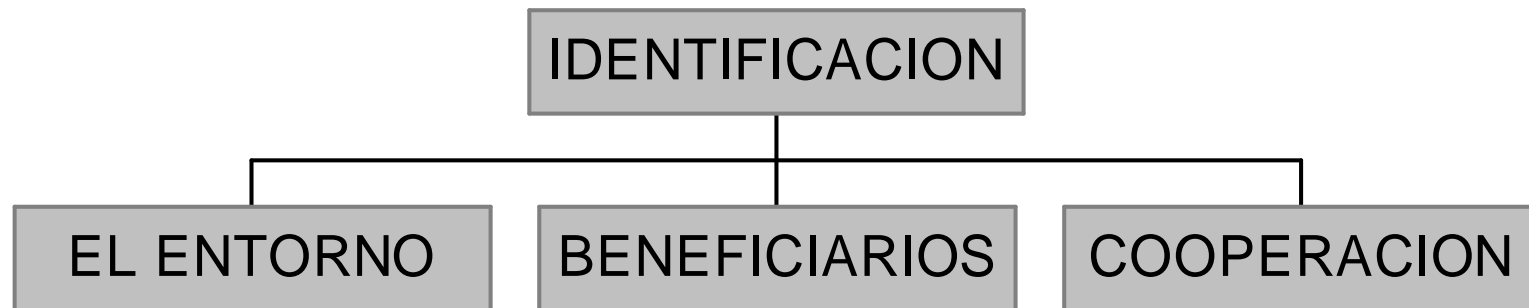 IDENTIFICACION
EL ENTORNO
BENEFICIARIOS
COOPERACION